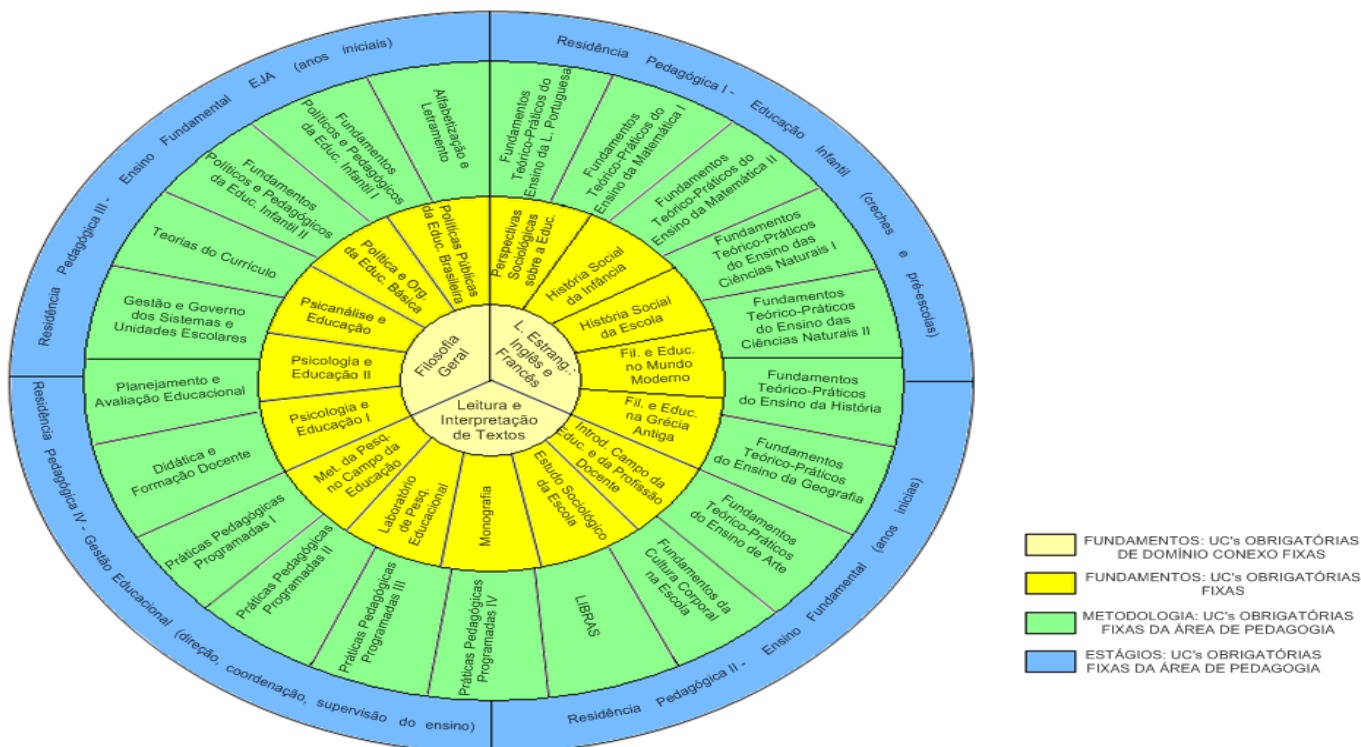 Residência Pedagógica I - Educação Infantil (creches e pré-escolas)
Residência Pedagógica II - Ensino Fundamental (anos inicias)
Residência Pedagógica IV - Gestão Educacional (direção, coordenação, supervisão do ensino)
Residência Pedagógica III - Ensino Fundamental EJA (anos iniciais)
Fundamentos
Teórico-Práticos do
Ensino da L. Portuguesa
Fundamentos
Teórico-Práticos do
Ensino da Matemática I
Fundamentos
Teórico-Práticos do
Ensino da Matemática II
Fundamentos
Teórico-Práticos
do Ensino das
Ciências Naturais I
Fundamentos
Teórico-Práticos
do Ensino das
Ciências Naturais II
Fundamentos
Teórico-Práticos
do Ensino da História
Fundamentos
Teórico-Práticos
do Ensino da Geografia
Fundamentos
Teórico-Práticos
do Ensino de Arte
Fundamentos da
Cultura Corporal
na Escola
LIBRAS
Práticas Pedagógicas
Programadas IV
Práticas Pedagógicas
Programadas III
Práticas Pedagógicas
Programadas II
Práticas Pedagógicas
Programadas I
Didática e
Formação Docente
Planejamento e
Avaliação Educacional
Gestão e Governo
dos Sistemas e
Unidades Escolares
Teorias do Currículo
Fundamentos
Políticos e Pedagógicos
da Educ. Infantil II
Fundamentos
Políticos e Pedagógicos
da Educ. Infantil I
Alfabetização e
Letramento
Perspectivas
Sociológicas
sobre a Educ.
História Social
da Infância
História Social
da Escola
Fil. e Educ.
no Mundo
Moderno
Fil. e Educ.
na Grécia
Antiga
Introd. Campo da
Educ. e da Profissão
Docente
Estudo Sociológico
da Escola
Monografia
Laboratório
de Pesq.
Educacional
Met. da Pesq.
no Campo da
Educação
Psicologia e
Educação I
Psicologia e
Educação II
Psicanálise e
Educação
Política e Org.
da Educ. Básica
Políticas Públicas
da Educ. Brasileira
Filosofia
Geral
L. Estrang..
Inglês e
Francês
Leitura e
Interpretação
de Textos
FUNDAMENTOS: UC's OBRIGATÓRIAS
DE DOMÍNIO CONEXO FIXAS
FUNDAMENTOS: UC's OBRIGATÓRIAS
FIXAS
METODOLOGIA: UC's OBRIGATÓRIAS
FIXAS DA ÁREA DE PEDAGOGIA
ESTÁGIOS: UC's OBRIGATÓRIAS
FIXAS DA ÁREA DE PEDAGOGIA